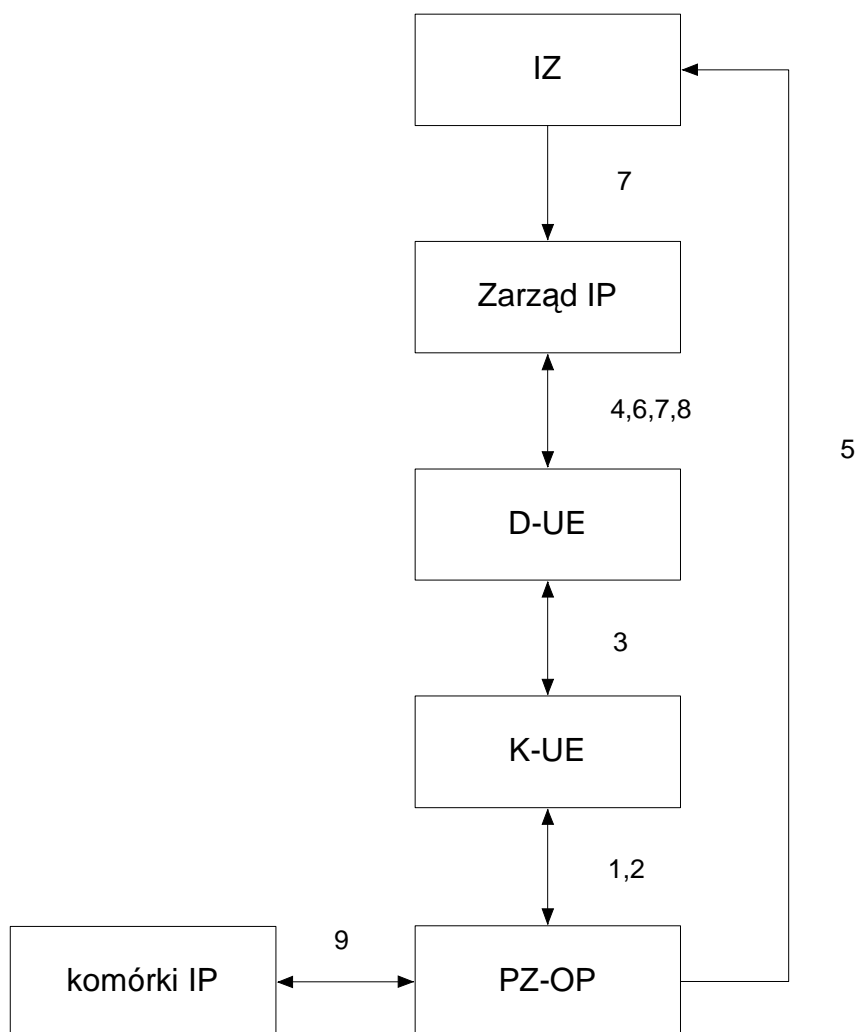 IZ
7
Zarząd IP
4,6,7,8
5
D-UE
3
K-UE
1,2
9
komórki IP
PZ-OP